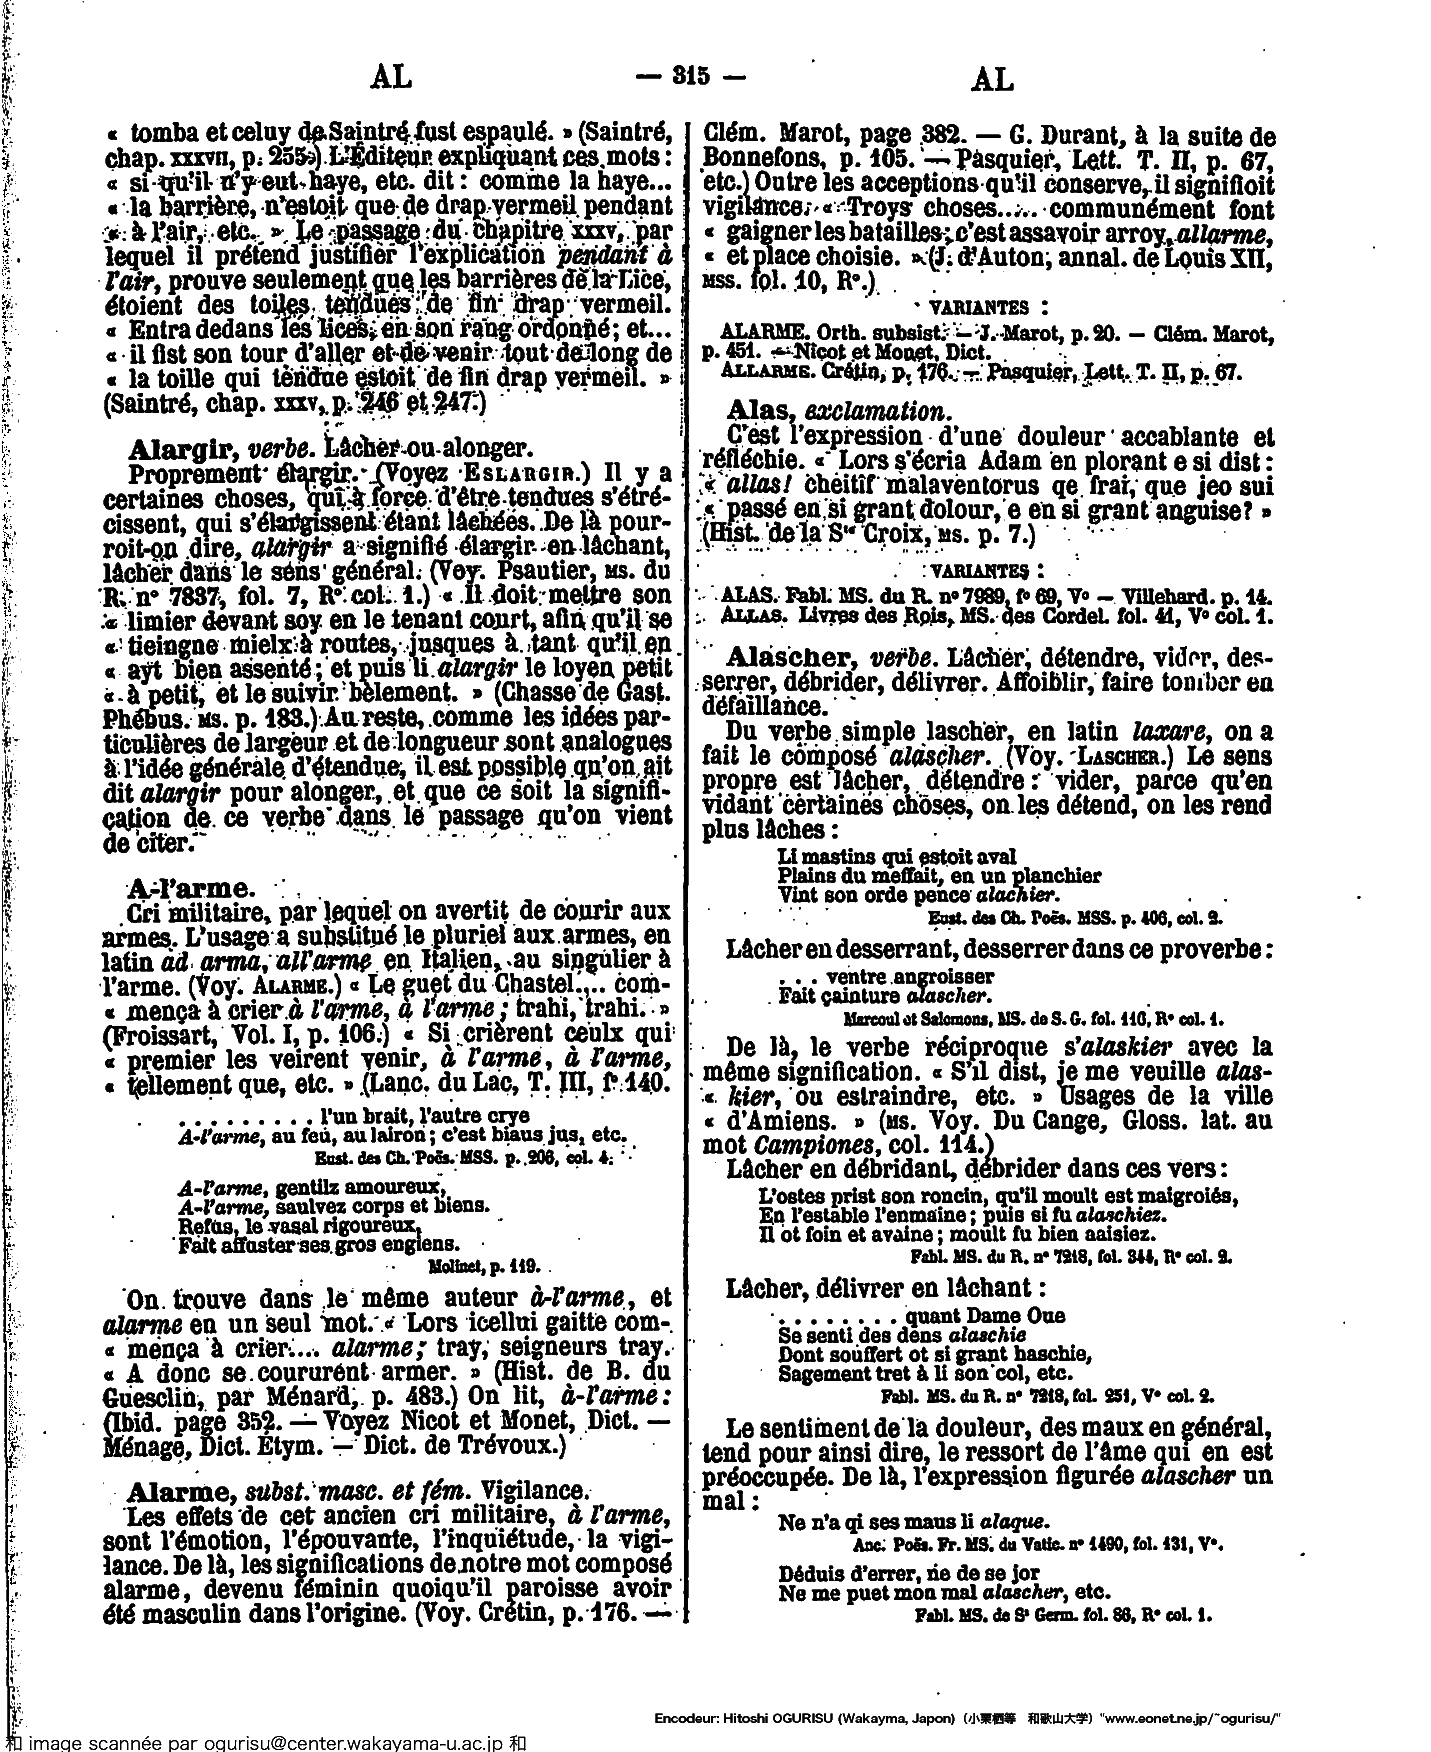 AL
— 315 —
AL
« tomba et celuy de Saintré fust espaulé. » (Saintré,
chap. XXXVII, p. 255.) L'Éditeur expliquant ces mots :
« si qu'il n'y eut haye, etc. dit : comme la haye...
« la barrière, n'estoit que de drap vermeil pendant
« à l'air, etc. » Le passage du chapitre XXXV, par
lequel il prétend justifier l'explication pendant à
l'air, prouve seulement que les barrières de la Lice,
étoient des toiles tendues de fin drap vermeil.
« Entra dedans les lices, en son rang ordonné ; et...
« il fist son tour d'aller et de venir tout de long de
« la toille qui tendue estoit de fin drap vermeil. »
(Saintré, chap. XXXV, p. 246 et 247.)
Alargir, verbe. Lâcher ou alonger.
Proprement élargir. (Voyez ESLARGIR.) Il y a
certaines choses, qui à force d'être tendues s'étré-
cissent, qui s'élargissent étant lâchées. De là pour-
roit-on dire, alargir a signifié élargir en lâchant,
lâcher dans le sens général. (Voy. Psautier, MS. du
R. n° 7837, fol. 7, R° col. 1.) « Il doit mettre son
« limier devant soy en le tenant court, afin qu'il se
« tieingne mielx à routes, jusques à tant qu'il en
« ayt bien assenté ; et puis li alargir le loyen petit
« à petit, et le suivir bèlement. » (Chasse de Gast.
Phébus. MS. p. 183.) Au reste, comme les idées par-
ticulières de largeur et de longueur sont analogues
à l'idée générale d'étendue, il est possible qu'on ait
dit alargir pour alonger, et que ce soit la signifi-
cation de ce verbe dans le passage qu'on vient
de citer.
A-l'arme.
Cri militaire, par lequel on avertit de courir aux
armes. L'usage a substitué le pluriel aux armes, en
latin ad arma, all'arme en Italien, au singulier à
l'arme. (Voy. ALARME.) « Le guet du Chastel.... com-
« mença à crier à l'arme, à l'arme ; trahi, trahi. »
(Froissart, Vol. I, p. 106.) « Si crièrent ceulx qui
« premier les veirent venir, à l'arme, à l'arme,
« tellement que, etc. » (Lanc. du Lac, T. III, f° 140.
. . . . . . . . . l'un brait, l'autre crye
A-l'arme, au feu, au lairon ; c'est biaus jus, etc.
Eust. des Ch. Poës. MSS. p. 206, col. 4.
A-l'arme, gentilz amoureux,
A-l'arme, saulvez corps et biens.
Refus, le vasal rigoureux,
Fait affuster ses gros engiens.
Molinet, p. 119.
On trouve dans le même auteur à-l'arme, et
alarme en un seul mot. « Lors icellui gaitte com-
« mença à crier.... alarme ; tray, seigneurs tray.
« A donc se coururent armer. » (Hist. de B. du
Guesclin, par Ménard, p. 483.) On lit, à-l'arme :
(Ibid. page 352. — Voyez Nicot et Monet, Dict. —
Ménage, Dict. Étym. — Dict. de Trévoux.)
Alarme, subst. masc. et fém. Vigilance.
Les effets de cet ancien cri militaire, à l'arme,
sont l'émotion, l'épouvante, l'inquiétude, la vigi-
lance. De là, les significations de notre mot composé
alarme, devenu féminin quoiqu'il paroisse avoir
été masculin dans l'origine. (Voy. Crétin, p. 176. —
Clém. Marot, page 382. — G. Durant, à la suite de
Bonnefons, p. 105. — Pasquier, Lett. T. II, p. 67,
etc.) Outre les acceptions qu'il conserve, il signifioit
vigilance. « Troys choses..... communément font
« gaigner les batailles ; c'est assavoir arroy, allarme,
« et place choisie. » (J. d'Auton, annal. de Louis XII,
MSS. fol. 10, R°.)
VARIANTES :
ALARME. Orth. subsist. — J. Marot, p. 20. — Clém. Marot,
p. 451. — Nicot et Monet, Dict.
ALLARME. Crétin, p. 176. — Pasquier, Lett. T. II, p. 67.
Alas, exclamation.
C'est l'expression d'une douleur accablante et
réfléchie. « Lors s'écria Adam en plorant e si dist :
« allas ! cheitif malaventorus qe frai, que jeo sui
« passé en si grant dolour, e en si grant anguise ? »
(Hist. de la Ste Croix, MS. p. 7.)
VARIANTES :
ALAS. Fabl. MS. du R. n° 7989, f° 69, V° — Villehard. p. 14.
ALLAS. Livres des Rois, MS. des Cordel. fol. 41, V° col. 1.
Alascher, verbe. Lâcher, détendre, vider, des-
serrer, débrider, délivrer. Affoiblir, faire tomber en
défaillance.
Du verbe simple lascher, en latin laxare, on a
fait le composé alascher. (Voy. LASCHER.) Le sens
propre est lâcher, détendre : vider, parce qu'en
vidant certaines choses, on les détend, on les rend
plus lâches :
Li mastins qui estoit aval
Plains du meffait, en un planchier
Vint son orde pence alachier.
Eust. des Ch. Poës. MSS. p. 406, col. 2.
Lâcher en desserrant, desserrer dans ce proverbe :
. . . ventre angroisser
Fait çainture alascher.
Marcoul et Salomons, MS. de S. G. fol. 116, R° col. 1.
De là, le verbe réciproque s'alaskier avec la
même signification. « S'il dist, je me veuille alas-
« kier, ou estraindre, etc. » Usages de la ville
« d'Amiens. » (MS. Voy. Du Cange, Gloss. lat. au
mot Campiones, col. 114.)
Lâcher en débridant, débrider dans ces vers :
L'ostes prist son roncin, qu'il moult est maigroiés,
En l'estable l'enmaine ; puis si fu alaschiez.
Il ot foin et avaine ; moult fu bien aaisiez.
Fabl. MS. du R. n° 7218, fol. 344, R° col. 2.
Lâcher, délivrer en lâchant :
. . . . . . . . quant Dame Oue
Se senti des dens alaschie
Dont souffert ot si grant haschie,
Sagement tret à li son col, etc.
Fabl. MS. du R. n° 7218, fol. 251, V° col. 2.
Le sentiment de la douleur, des maux en général,
tend pour ainsi dire, le ressort de l'âme qui en est
préoccupée. De là, l'expression figurée alascher un
mal :
Ne n'a qi ses maus li alaque.
Anc. Poës. Fr. MS. du Vatic. n° 1490, fol. 131, V°.
Déduis d'errer, ne de se jor
Ne me puet mon mal alascher, etc.
Fabl. MS. de St Germ. fol. 86, R° col. 1.
Encodeur: Hitoshi OGURISU (Wakayma, Japon)（小栗栖等　和歌山大学）"www.eonet.ne.jp/~ogurisu/"
和 image scannée par ogurisu@center.wakayama-u.ac.jp 和